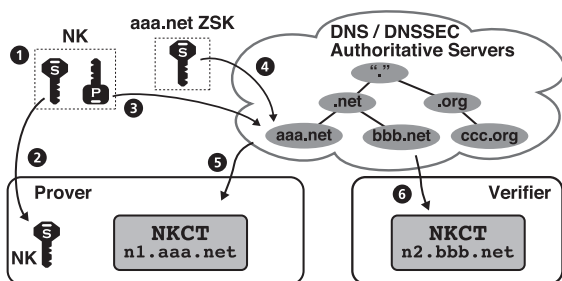 NK
aaa.net ZSK
DNS / DNSSEC
Authoritative Servers
1
S
P
S
4
"."
.net
.org
3
aaa.net
bbb.net
ccc.org
2
5
6
Prover
Verifier
S
NK
NKCT
n1.aaa.net
NKCT
n2.bbb.net